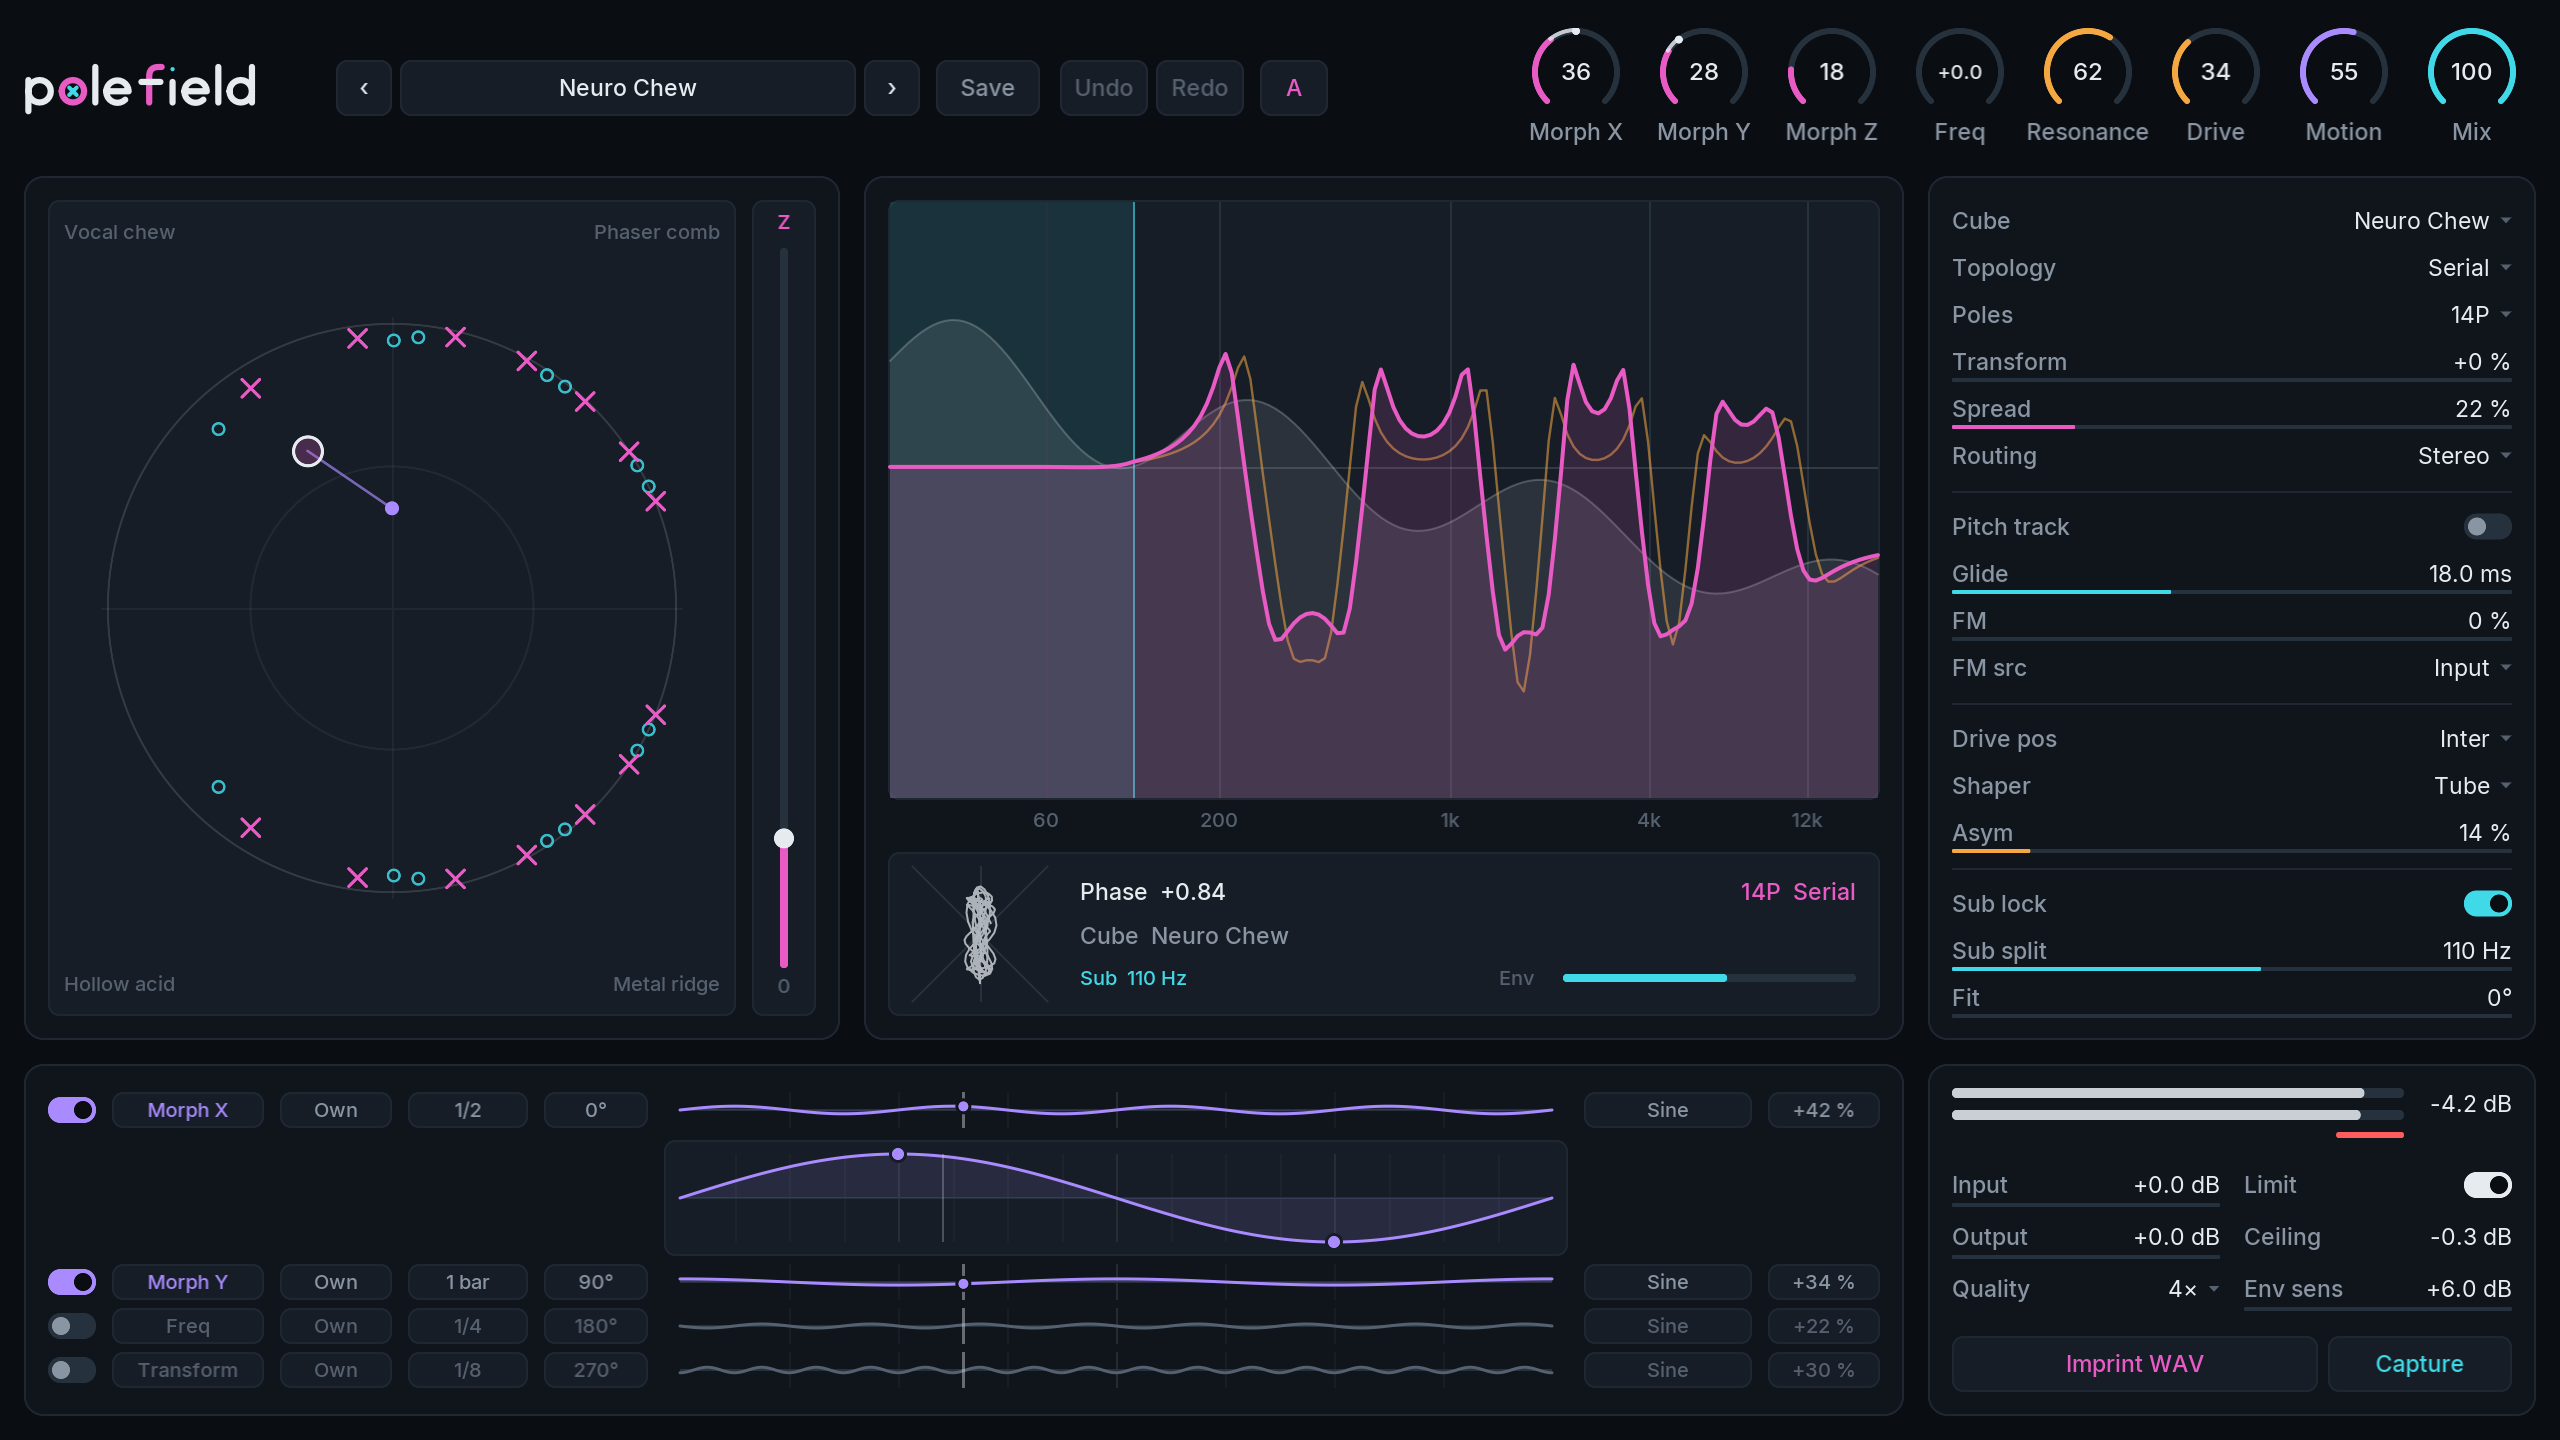 polefield
‹ Neuro Chew › Save Undo Redo A
36 28 18 +0.0 62 34 55 100
Morph X Morph Y Morph Z Freq Resonance Drive Motion Mix
Vocal chew Phaser comb
Z
Hollow acid Metal ridge
0
60 200 1k 4k 12k
Phase +0.84 14P Serial
Cube Neuro Chew
Sub 110 Hz Env
Cube Neuro Chew
Topology Serial
Poles 14P
Transform +0 %
Spread 22 %
Routing Stereo
Pitch track
Glide 18.0 ms
FM 0 %
FM src Input
Drive pos Inter
Shaper Tube
Asym 14 %
Sub lock
Sub split 110 Hz
Fit 0°
Morph X Own 1/2 0° Sine +42 %
Morph Y Own 1 bar 90° Sine +34 %
Freq Own 1/4 180° Sine +22 %
Transform Own 1/8 270° Sine +30 %
-4.2 dB
Input +0.0 dB Limit
Output +0.0 dB Ceiling -0.3 dB
Quality 4× Env sens +6.0 dB
Imprint WAV Capture